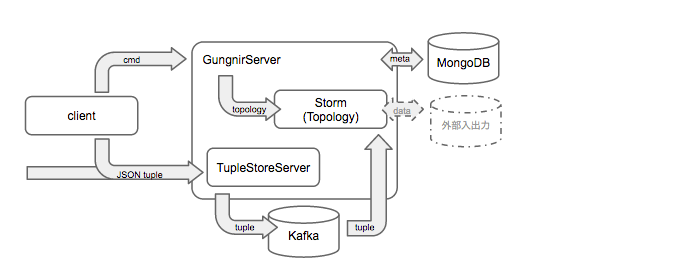 cmd
GungnirServer
meta
MongoDB
client
topology
Storm
(Topology)
data
外部入出力
JSON tuple
TupleStoreServer
tuple
Kafka
tuple